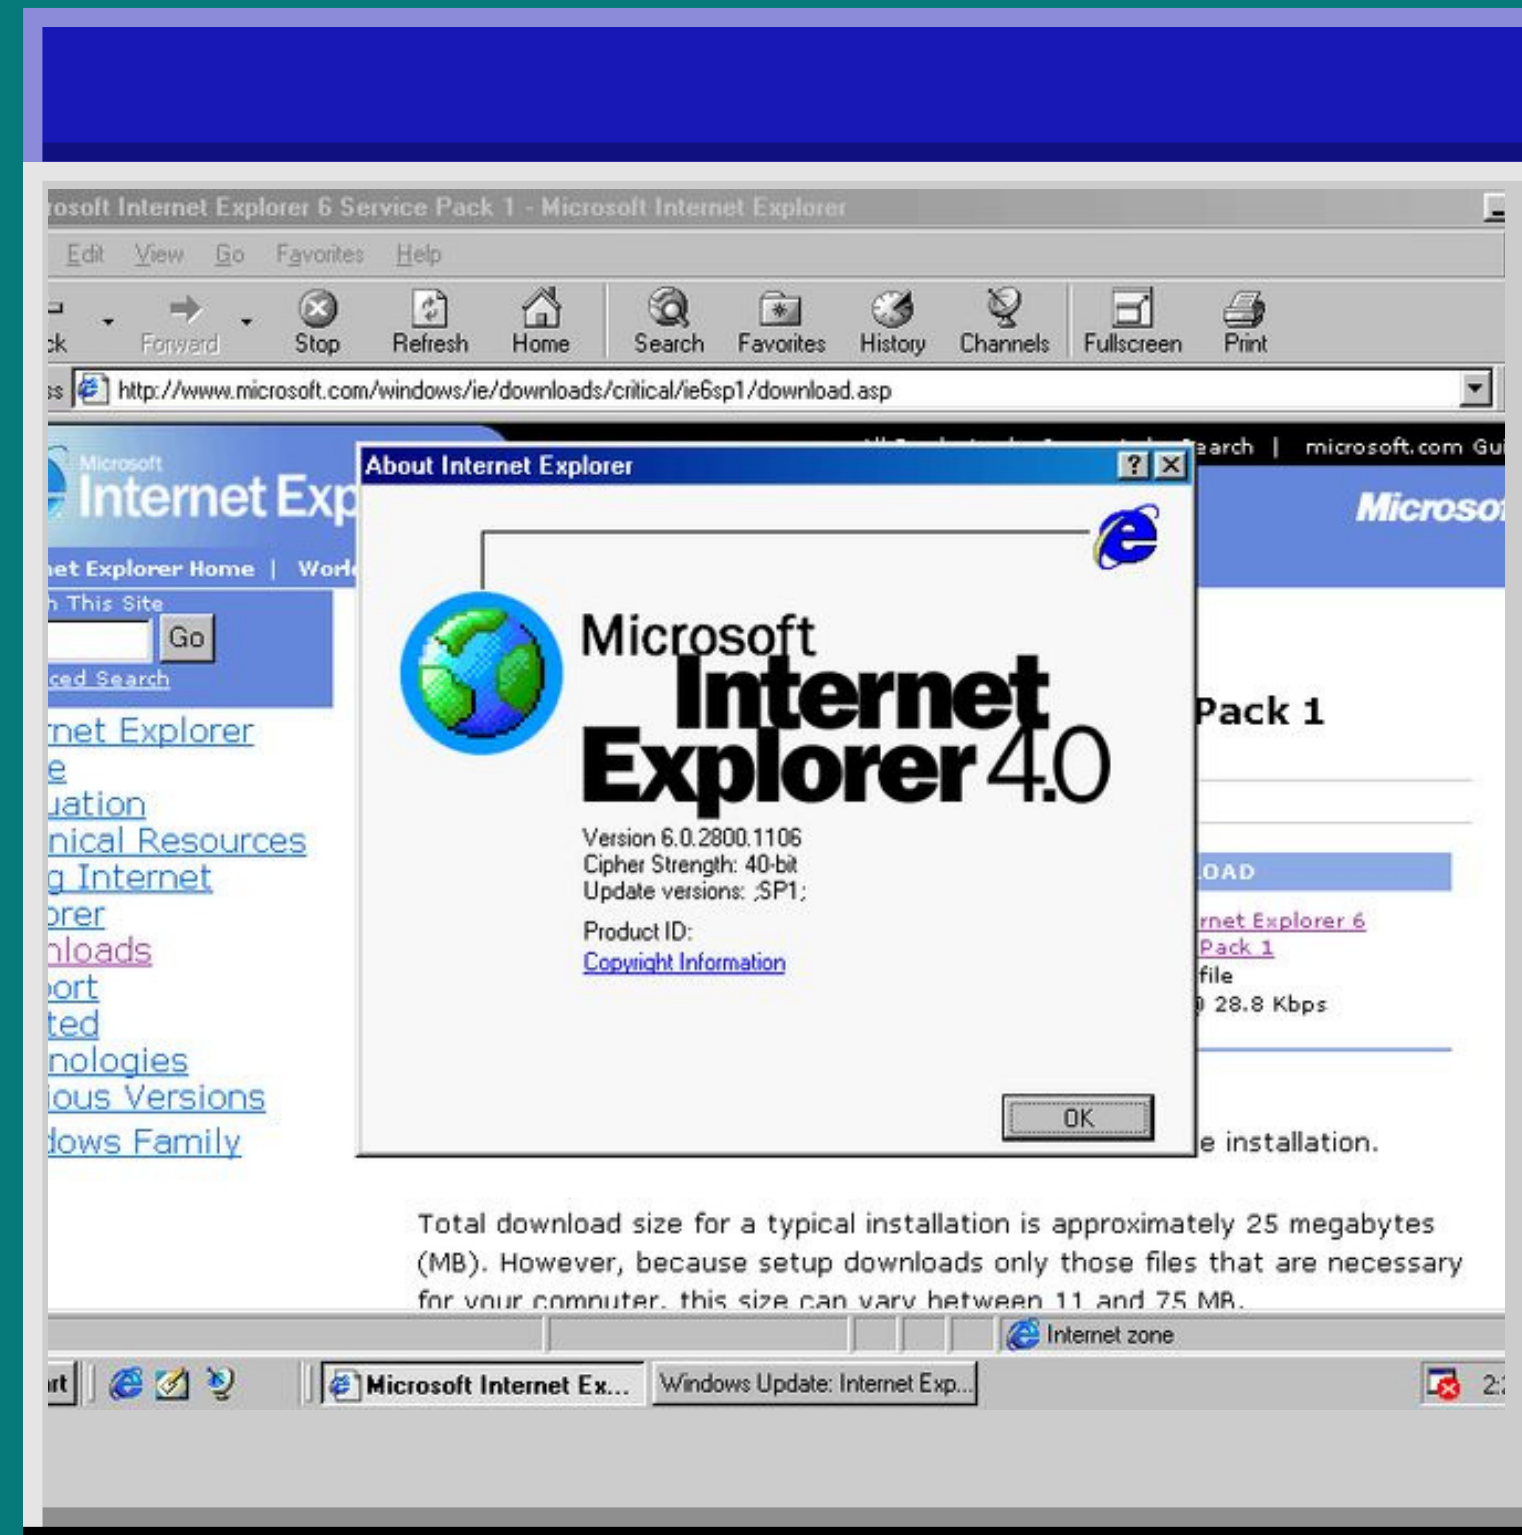 rosoft Internet Explorer 6 Service Pack 1 - Microsoft Internet Explorer
Edit View Go Favorites Help
Forward Stop Refresh Home Search Favorites History Channels Fullscreen Print
http://www.microsoft.com/windows/ie/downloads/critical/ie6sp1/download.asp
earch | microsoft.com Gui
About Internet Explorer
Microsoft
Internet Exp
Microsof
net Explorer Home | Worl
h This Site
Go
ced Search
Microsoft
Internet
Explorer 4.0
Version 6.0.2800.1106
Cipher Strength: 40-bit
Update versions: ;SP1;
Product ID:
Copyright Information
OK
rnet Explorer
e
uation
nical Resources
g Internet
orer
nloads
port
ted
nologies
ious Versions
dows Family
Pack 1
LOAD
rnet Explorer 6
Pack 1
file
@ 28.8 Kbps
e installation.
Total download size for a typical installation is approximately 25 megabytes
(MB). However, because setup downloads only those files that are necessary
for your computer, this size can vary between 11 and 75 MB.
Internet zone
rt Microsoft Internet Ex... Windows Update: Internet Exp... 2: